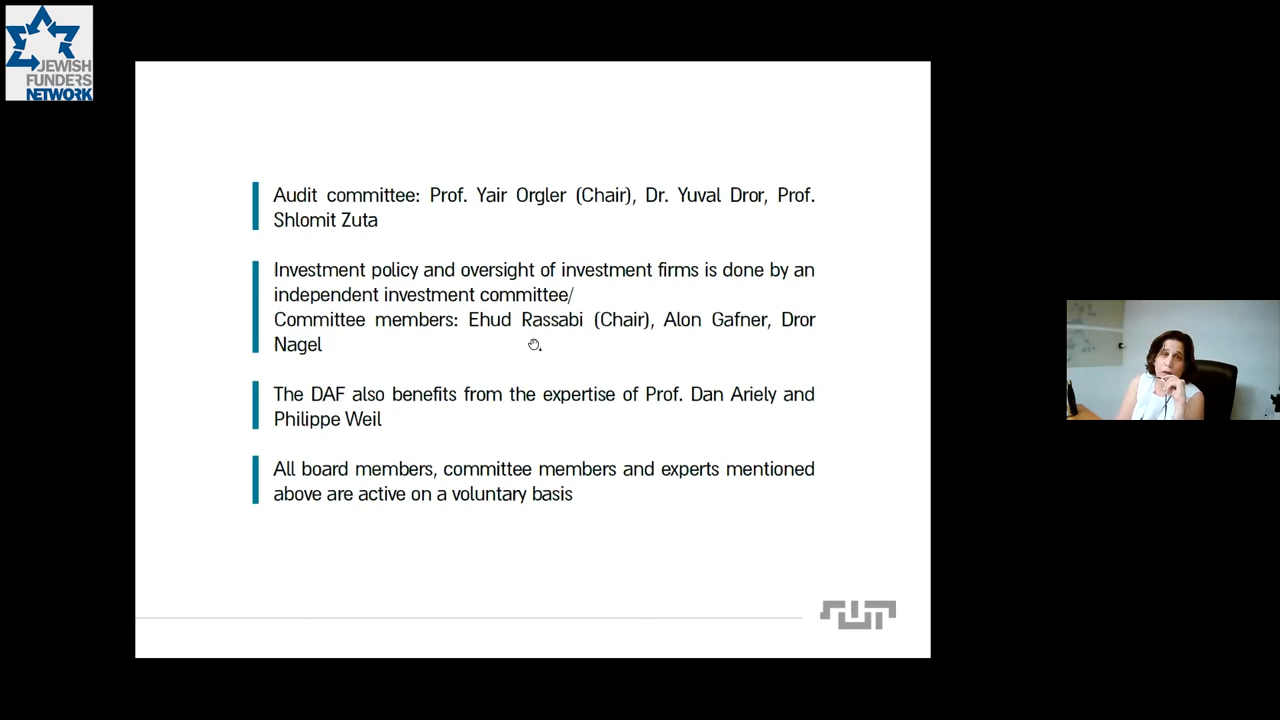 JEWISH
FUNDERS
NETWORK
Audit committee: Prof. Yair Orgler (Chair), Dr. Yuval Dror, Prof.
Shlomit Zuta
Investment policy and oversight of investment firms is done by an
independent investment committee/
Committee members: Ehud Rassabi (Chair), Alon Gafner, Dror
Nagel
The DAF also benefits from the expertise of Prof. Dan Ariely and
Philippe Weil
All board members, committee members and experts mentioned
above are active on a voluntary basis